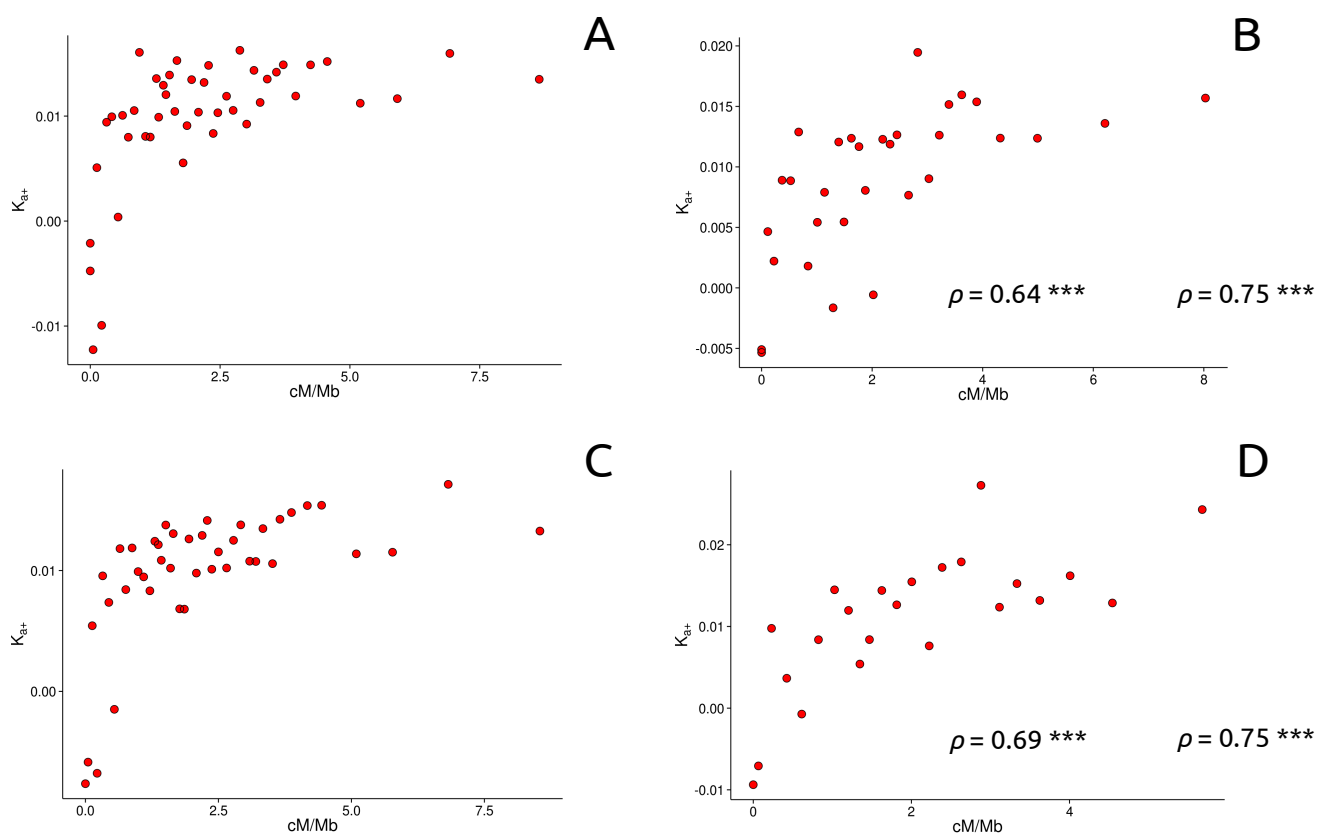 A
0.01
0.00
-0.01
Ka+
0.0 2.5 5.0 7.5
cM/Mb
B
0.020
0.015
0.010
0.005
0.000
-0.005
Ka+
ρ = 0.64 *** ρ = 0.75 ***
0 2 4 6 8
cM/Mb
C
0.01
0.00
Ka+
0.0 2.5 5.0 7.5
cM/Mb
D
0.02
0.01
0.00
-0.01
Ka+
ρ = 0.69 *** ρ = 0.75 ***
0 2 4
cM/Mb